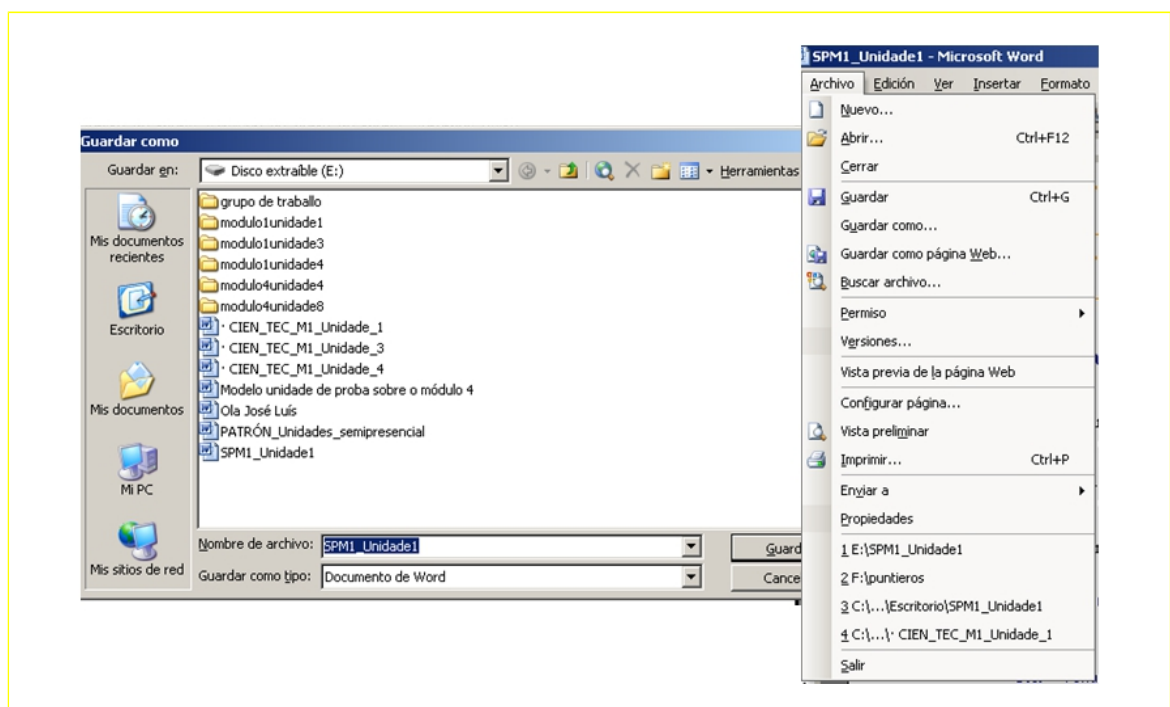 Guardar como
Guardar en:
Disco extraíble (E:)
Herramientas
Mis documentos
recientes
Escritorio
Mis documentos
Mi PC
Mis sitios de red
grupo de traballo
modulo1unidade1
modulo1unidade3
modulo1unidade4
modulo4unidade4
modulo4unidade8
· CIEN_TEC_M1_Unidade_1
· CIEN_TEC_M1_Unidade_3
· CIEN_TEC_M1_Unidade_4
Modelo unidade de proba sobre o módulo 4
Ola José Luís
PATRÓN_Unidades_semipresencial
SPM1_Unidade1
Nombre de archivo: SPM1_Unidade1
Guard
Guardar como tipo: Documento de Word
Cance
SPM1_Unidade1 - Microsoft Word
Archivo Edición Ver Insertar Formato
Nuevo...
Abrir... Ctrl+F12
Cerrar
Guardar Ctrl+G
Guardar como...
Guardar como página Web...
Buscar archivo...
Permiso
Versiones...
Vista previa de la página Web
Configurar página...
Vista preliminar
Imprimir... Ctrl+P
Enviar a
Propiedades
1 E:\SPM1_Unidade1
2 F:\puntieros
3 C:\...\Escritorio\SPM1_Unidade1
4 C:\...\· CIEN_TEC_M1_Unidade_1
Salir